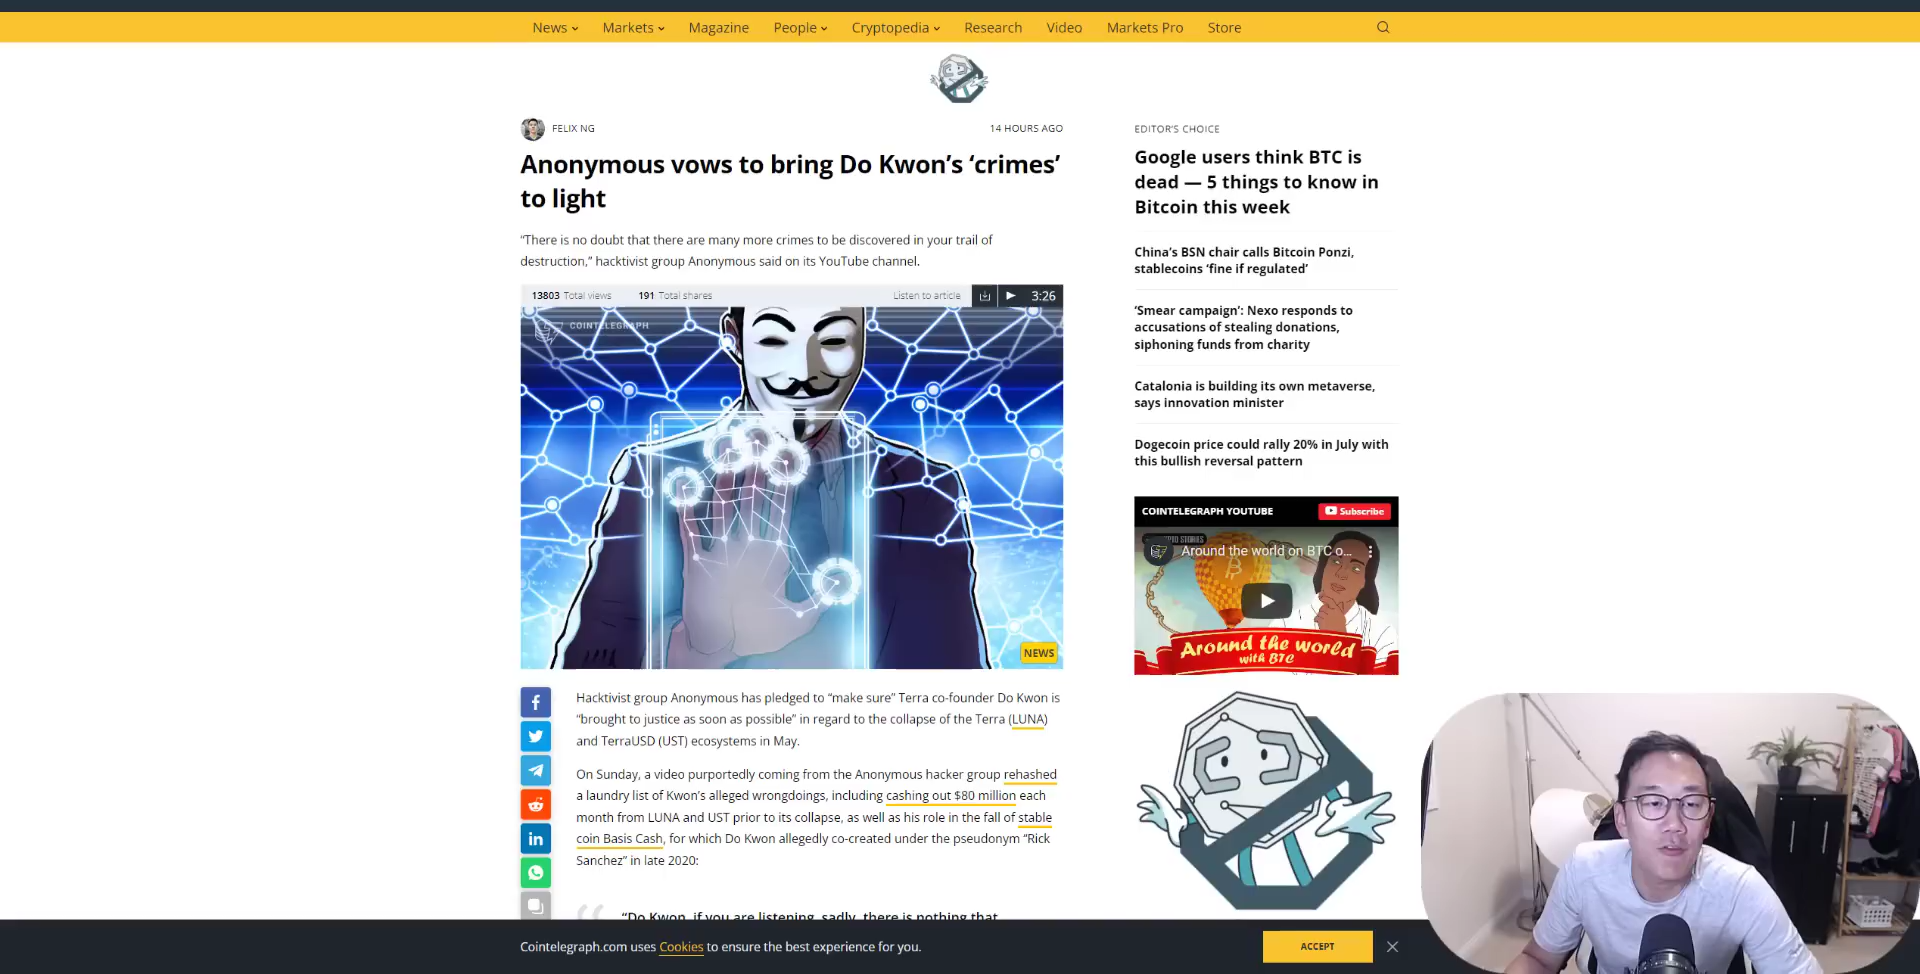 News
Markets
Magazine
People
Cryptopedia
Research
Video
Markets Pro
Store
FELIX NG
14 HOURS AGO
Anonymous vows to bring Do Kwon’s ‘crimes’
to light
“There is no doubt that there are many more crimes to be discovered in your trail of
destruction,” hacktivist group Anonymous said on its YouTube channel.
13803 Total views
191 Total shares
Listen to article
3:26
COINTELEGRAPH
NEWS
Hacktivist group Anonymous has pledged to “make sure” Terra co-founder Do Kwon is
“brought to justice as soon as possible” in regard to the collapse of the Terra (LUNA)
and TerraUSD (UST) ecosystems in May.
On Sunday, a video purportedly coming from the Anonymous hacker group rehashed
a laundry list of Kwon’s alleged wrongdoings, including cashing out $80 million each
month from LUNA and UST prior to its collapse, as well as his role in the fall of stable
coin Basis Cash, for which Do Kwon allegedly co-created under the pseudonym “Rick
Sanchez” in late 2020:
“Do Kwon, if you are listening, sadly, there is nothing that
EDITOR’S CHOICE
Google users think BTC is
dead — 5 things to know in
Bitcoin this week
China’s BSN chair calls Bitcoin Ponzi,
stablecoins ‘fine if regulated’
‘Smear campaign’: Nexo responds to
accusations of stealing donations,
siphoning funds from charity
Catalonia is building its own metaverse,
says innovation minister
Dogecoin price could rally 20% in July with
this bullish reversal pattern
COINTELEGRAPH YOUTUBE
Subscribe
Around the world on BTC o...
Around the world
with BTC
Cointelegraph.com uses Cookies to ensure the best experience for you.
ACCEPT